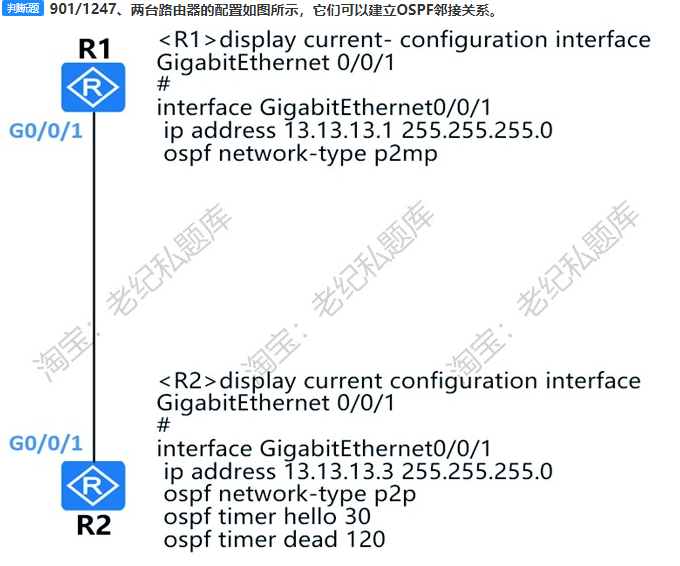 判断题 901/1247、两台路由器的配置如图所示，它们可以建立OSPF邻接关系。
R1
<R1>display current- configuration interface
GigabitEthernet 0/0/1
#
interface GigabitEthernet0/0/1
ip address 13.13.13.1 255.255.255.0
ospf network-type p2mp
R
G0/0/1
淘宝：老纪私题库
淘宝：老纪私题库
淘宝：老纪私题库
<R2>display current configuration interface
GigabitEthernet 0/0/1
#
interface GigabitEthernet0/0/1
ip address 13.13.13.3 255.255.255.0
ospf network-type p2p
ospf timer hello 30
ospf timer dead 120
G0/0/1
R
R2